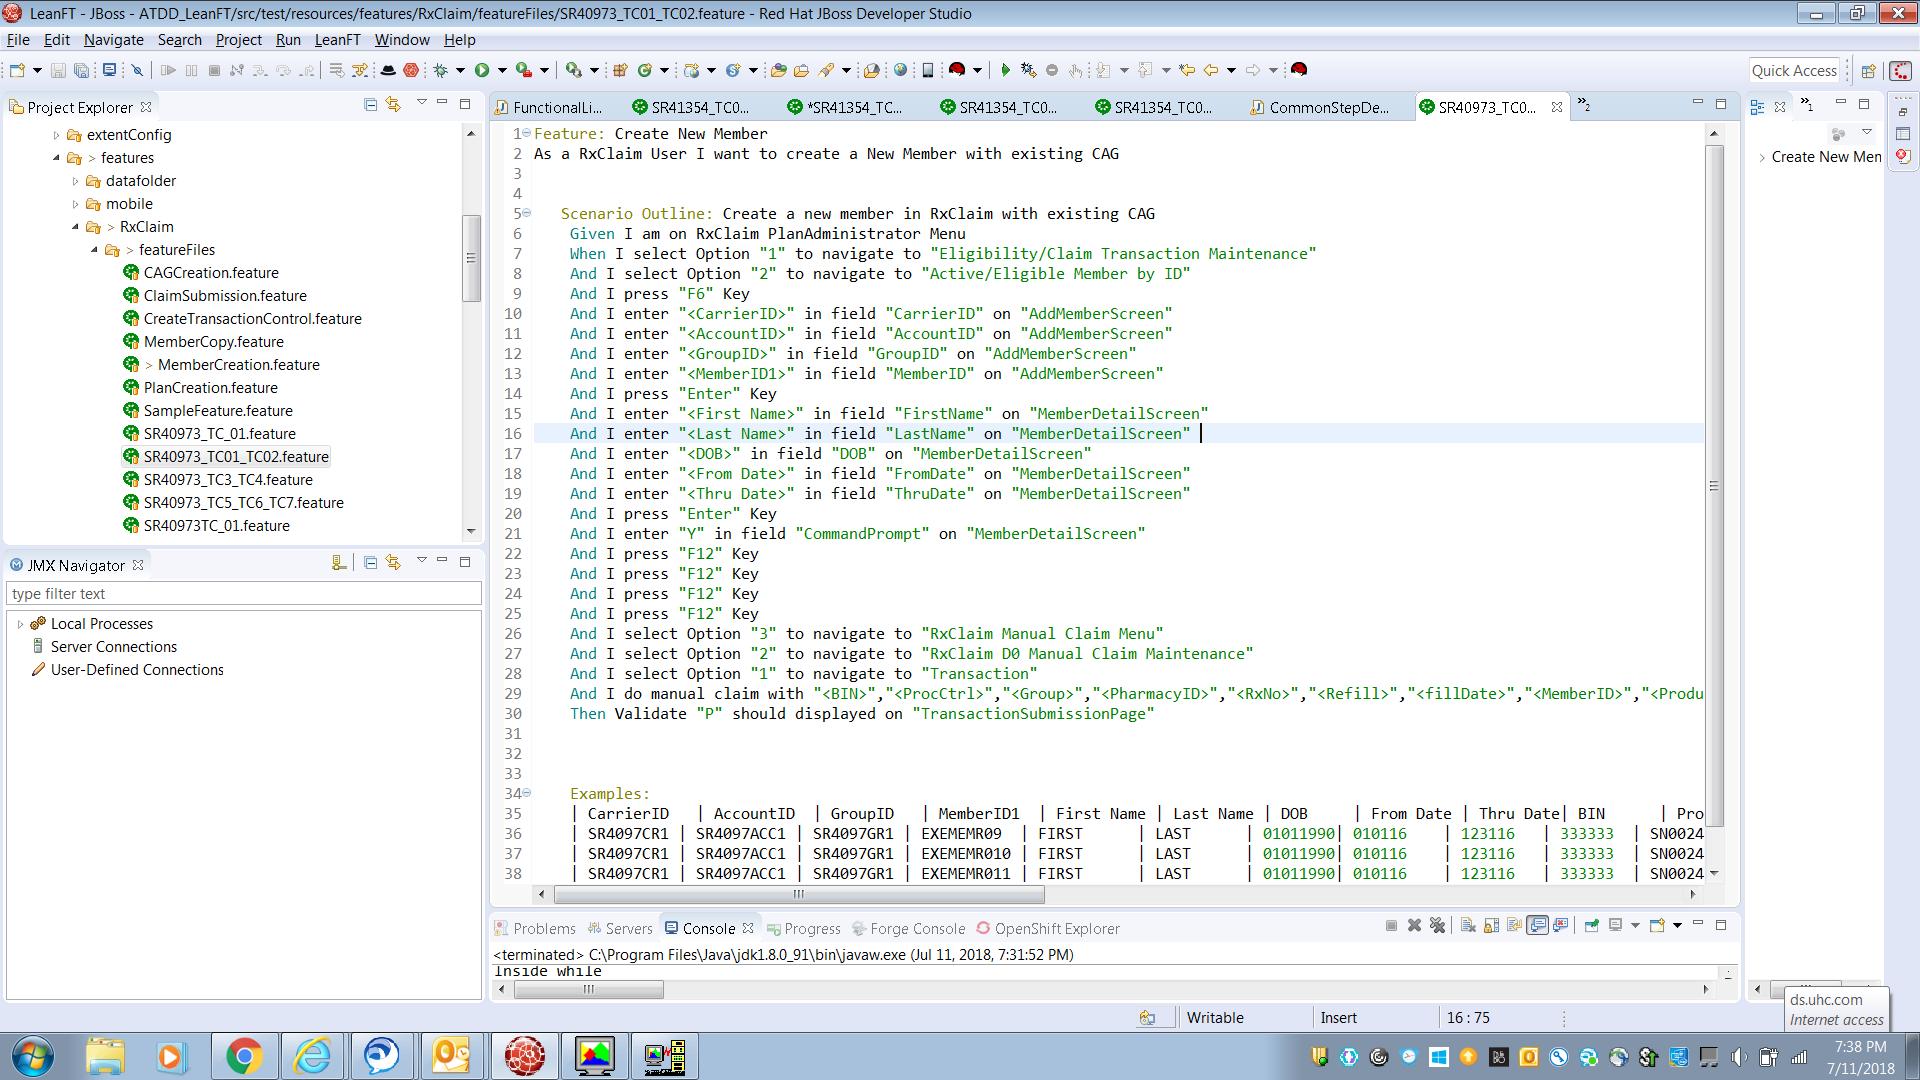 LeanFT - JBoss - ATDD_LeanFT/src/test/resources/features/RxClaim/featureFiles/SR40973_TC01_TC02.feature - Red Hat JBoss Developer Studio
File Edit Navigate Search Project Run LeanFT Window Help
Quick Access
Project Explorer
extentConfig
> features
datafolder
mobile
> RxClaim
> featureFiles
CAGCreation.feature
ClaimSubmission.feature
CreateTransactionControl.feature
MemberCopy.feature
> MemberCreation.feature
PlanCreation.feature
SampleFeature.feature
SR40973_TC_01.feature
SR40973_TC01_TC02.feature
SR40973_TC3_TC4.feature
SR40973_TC5_TC6_TC7.feature
SR40973TC_01.feature
JMX Navigator
type filter text
Local Processes
Server Connections
User-Defined Connections
FunctionalLi... SR41354_TC0... *SR41354_TC... SR41354_TC0... SR41354_TC0... CommonStepDe... SR40973_TC0... »2
1 Feature: Create New Member
2 As a RxClaim User I want to create a New Member with existing CAG
3
4
5 Scenario Outline: Create a new member in RxClaim with existing CAG
6 Given I am on RxClaim PlanAdministrator Menu
7 When I select Option "1" to navigate to "Eligibility/Claim Transaction Maintenance"
8 And I select Option "2" to navigate to "Active/Eligible Member by ID"
9 And I press "F6" Key
10 And I enter "<CarrierID>" in field "CarrierID" on "AddMemberScreen"
11 And I enter "<AccountID>" in field "AccountID" on "AddMemberScreen"
12 And I enter "<GroupID>" in field "GroupID" on "AddMemberScreen"
13 And I enter "<MemberID1>" in field "MemberID" on "AddMemberScreen"
14 And I press "Enter" Key
15 And I enter "<First Name>" in field "FirstName" on "MemberDetailScreen"
16 And I enter "<Last Name>" in field "LastName" on "MemberDetailScreen"
17 And I enter "<DOB>" in field "DOB" on "MemberDetailScreen"
18 And I enter "<From Date>" in field "FromDate" on "MemberDetailScreen"
19 And I enter "<Thru Date>" in field "ThruDate" on "MemberDetailScreen"
20 And I press "Enter" Key
21 And I enter "Y" in field "CommandPrompt" on "MemberDetailScreen"
22 And I press "F12" Key
23 And I press "F12" Key
24 And I press "F12" Key
25 And I press "F12" Key
26 And I select Option "3" to navigate to "RxClaim Manual Claim Menu"
27 And I select Option "2" to navigate to "RxClaim D0 Manual Claim Maintenance"
28 And I select Option "1" to navigate to "Transaction"
29 And I do manual claim with "<BIN>","<ProcCtrl>","<Group>","<PharmacyID>","<RxNo>","<Refill>","<fillDate>","<MemberID>","<Produ
30 Then Validate "P" should displayed on "TransactionSubmissionPage"
31
32
33
34 Examples:
35 | CarrierID | AccountID | GroupID | MemberID1 | First Name | Last Name | DOB | From Date | Thru Date| BIN | Pro
36 | SR4097CR1 | SR4097ACC1 | SR4097GR1 | EXEMEMR09 | FIRST | LAST | 01011990| 010116 | 123116 | 333333 | SN0024
37 | SR4097CR1 | SR4097ACC1 | SR4097GR1 | EXEMEMR010 | FIRST | LAST | 01011990| 010116 | 123116 | 333333 | SN0024
38 | SR4097CR1 | SR4097ACC1 | SR4097GR1 | EXEMEMR011 | FIRST | LAST | 01011990| 010116 | 123116 | 333333 | SN0024
»1
Create New Mem
Problems Servers Console Progress Forge Console OpenShift Explorer
<terminated> C:\Program Files\Java\jdk1.8.0_91\bin\javaw.exe (Jul 11, 2018, 7:31:52 PM)
Inside while
Writable Insert 16 : 75
ds.uhc.com
Internet access
7:38 PM
7/11/2018